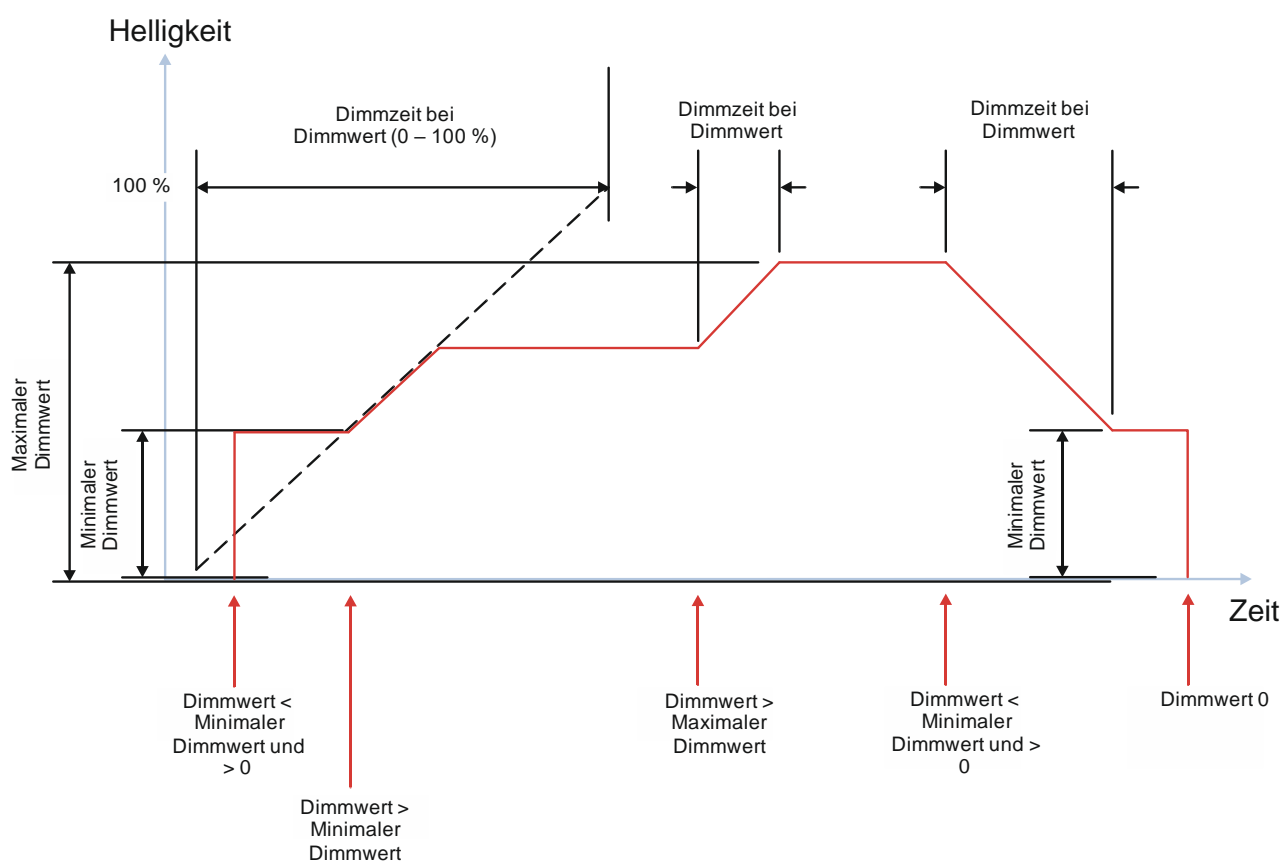 Helligkeit
Dimmzeit bei
Dimmwert (0 – 100 %)
Dimmzeit bei
Dimmwert
Dimmzeit bei
Dimmwert
100 %
Maximaler
Dimmwert
Minimaler
Dimmwert
Minimaler
Dimmwert
Zeit
Dimmwert <
Minimaler
Dimmwert und
> 0
Dimmwert >
Minimaler
Dimmwert
Dimmwert >
Maximaler
Dimmwert
Dimmwert <
Minimaler
Dimmwert und >
0
Dimmwert 0